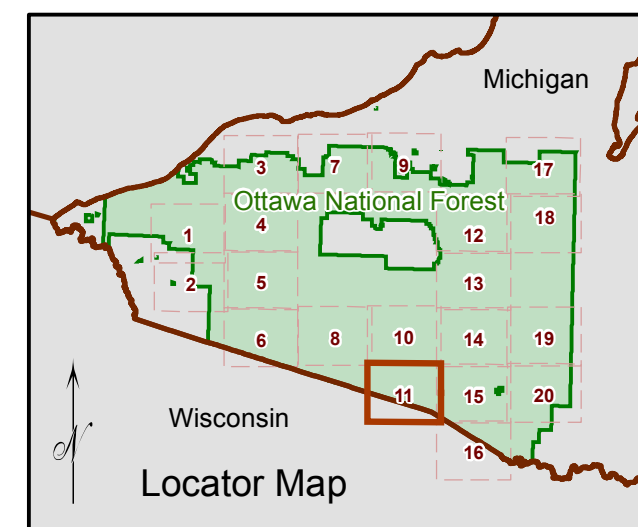 Michigan
3 7 9 17
Ottawa National Forest
1 4 12 18
2 5 13
6 8 10 14 19
11 15 20
Wisconsin
16
N
Locator Map